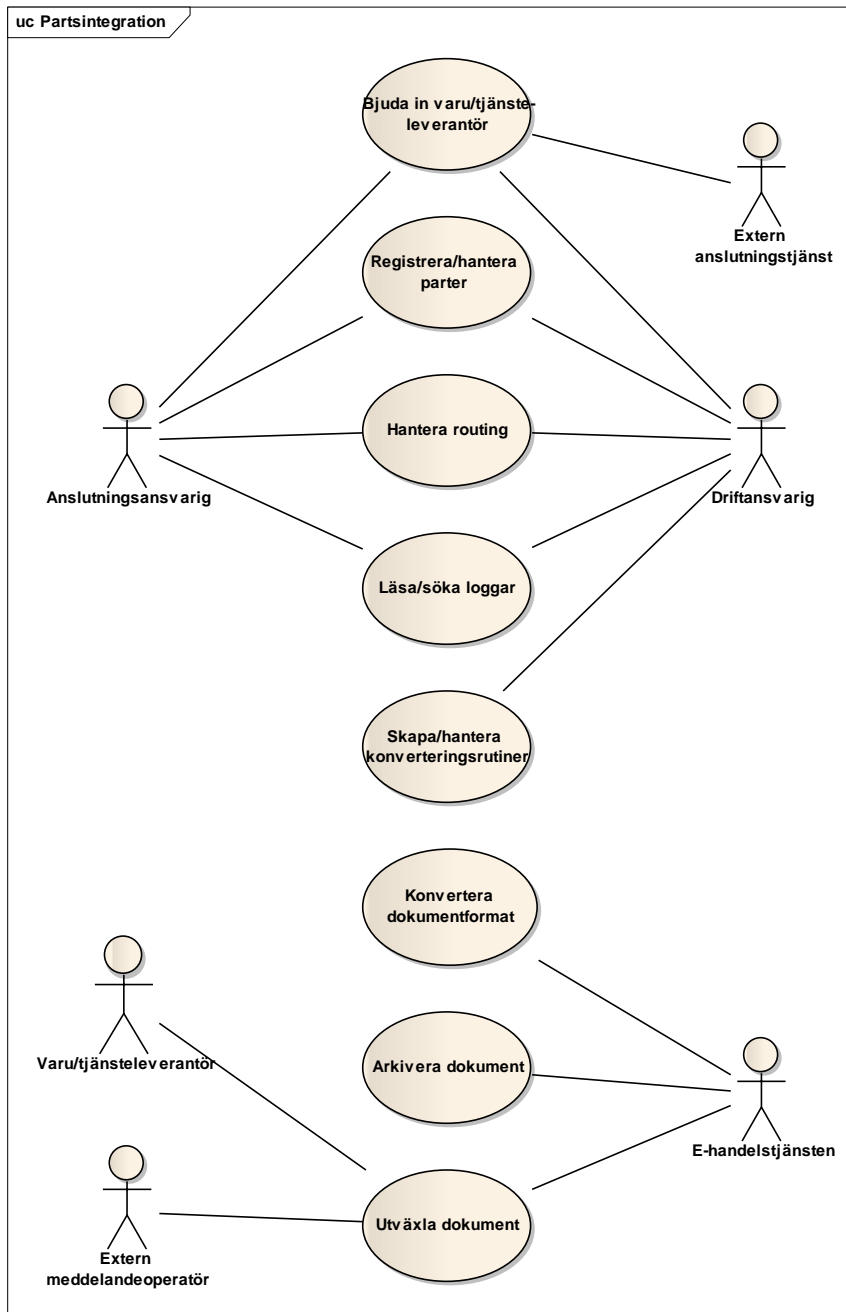 uc Partsintegration
Bjuda in varu/tjänste-
leverantör
Extern
anslutningstjänst
Registrera/hantera
parter
Anslutningsansvarig
Hantera routing
Driftansvarig
Läsa/söka loggar
Skapa/hantera
konverteringsrutiner
Konvertera
dokumentformat
Varu/tjänsteleverantör
Arkivera dokument
E-handelstjänsten
Utväxla dokument
Extern
meddelandeoperatör